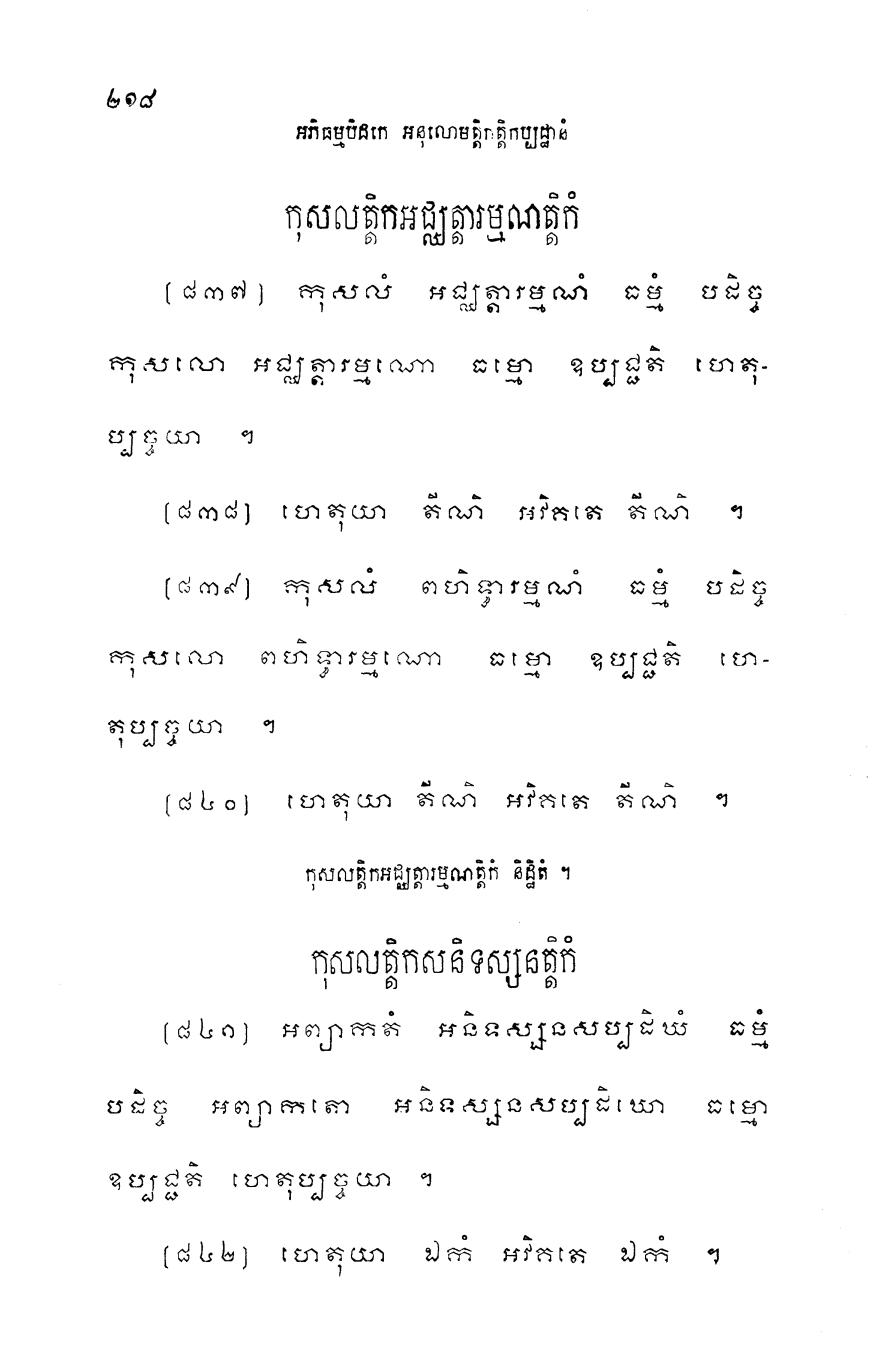 ២១៨
អភិធម្មបិដកេ អនុលោមត្តិកត្តិកប្បដ្ឋានំ
កុសលត្តិកអជ្ឈត្តារម្មណត្តិកំ
[៨៣៧] កុសលំ អជ្ឈត្តារម្មណំ ធម្មំ បដិច្ច
កុសលោ អជ្ឈត្តារម្មណោ ធម្មោ ឧប្បជ្ជតិ ហេតុ-
ប្បច្ចយា ។
[៨៣៨] ហេតុយា តីណិ អវិគតេ តីណិ ។
[៨៣៩] កុសលំ ពហិទ្ធារម្មណំ ធម្មំ បដិច្ច
កុសលោ ពហិទ្ធារម្មណោ ធម្មោ ឧប្បជ្ជតិ ហេ-
តុប្បច្ចយា ។
[៨៤០] ហេតុយា តីណិ អវិគតេ តីណិ ។
កុសលត្តិកអជ្ឈត្តារម្មណត្តិកំ និដ្ឋិតំ ។
កុសលត្តិកសនិទស្សនត្តិកំ
[៨៤១] អព្យាកតំ អនិទស្សនសប្បដិឃំ ធម្មំ
បដិច្ច អព្យាកតោ អនិទស្សនសប្បដិឃោ ធម្មោ
ឧប្បជ្ជតិ ហេតុប្បច្ចយា ។
[៨៤២] ហេតុយា ឯកំ អវិគតេ ឯកំ ។